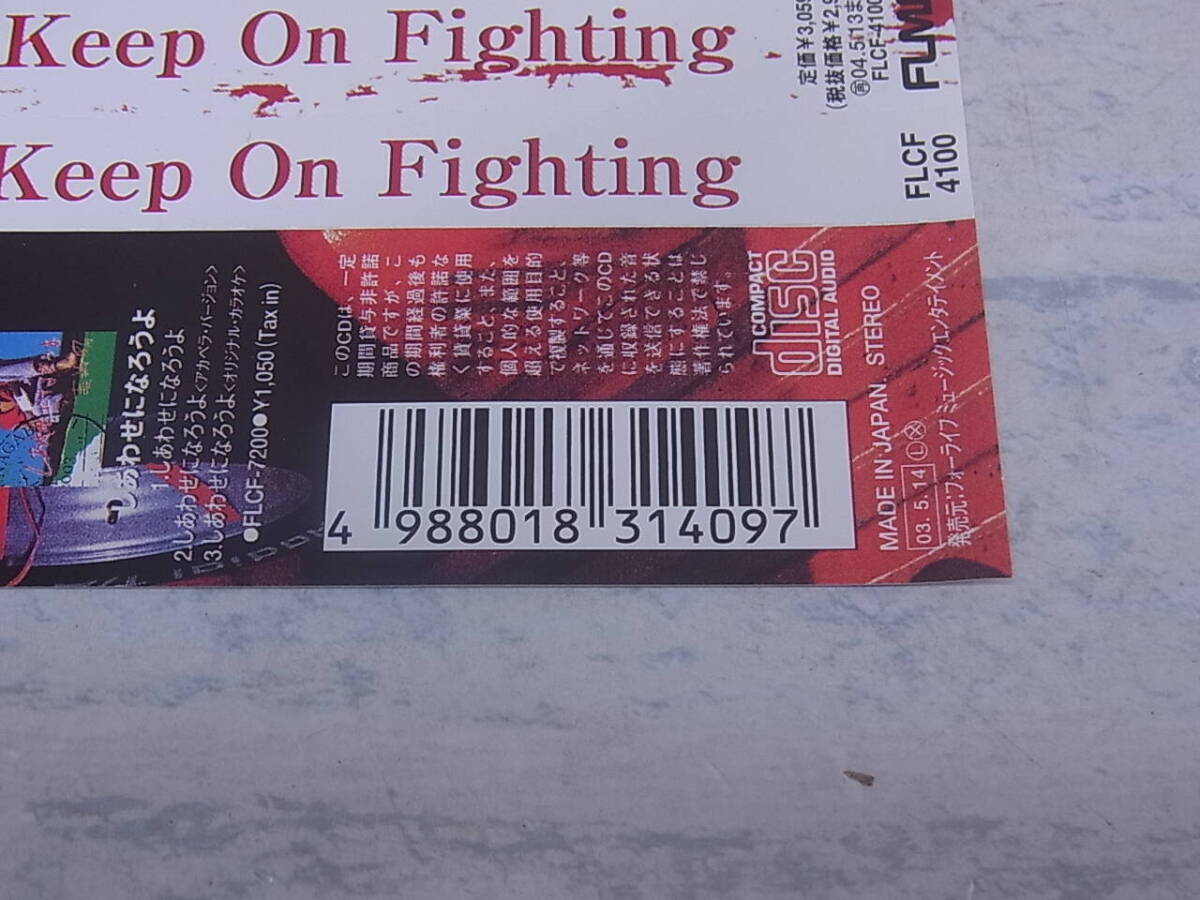 Keep On Fighting
Keep On Fighting
定価¥3,059
(税抜価格¥2,9
再04.5.13ま
FLCF-4100
FLCF
4100
しあわせになろうよ
1.しあわせになろうよ
2.しあわせになろうよ<アカペラ・バージョン>
3.しあわせになろうよ<オリジナル・カラオケ>
●FLCF-7200●¥1,050(Tax in)
このCDは、一定
期間貸与非許諾
商品ですが、こ
の期間経過後も
権利者の許諾な
く賃貸業に使用
すること、また、
個人的な範囲を
超える使用目的
で複製すること、
ネットワーク等
を通じてこのCD
に収録された音
を送信できる状
態にすることは
著作権法で禁じ
られています。
COMPACT
disc
DIGITAL AUDIO
4 988018 314097
MADE IN JAPAN. STEREO
03. 5 .14 Ⓛ Ⓧ
発売元:フォーライフ ミュージックエンタテイメント